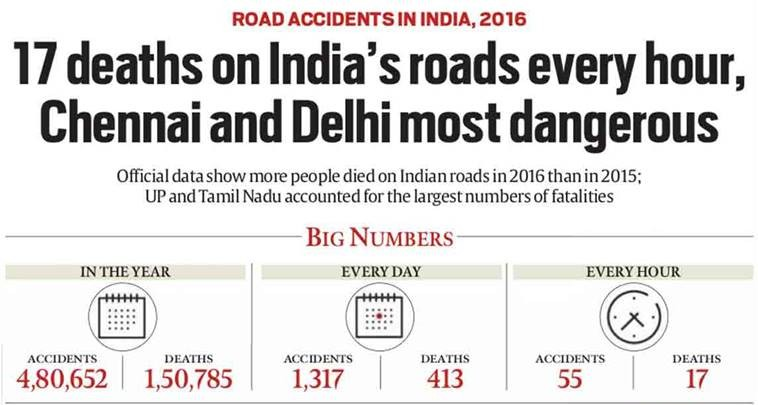 ROAD ACCIDENTS IN INDIA, 2016
17 deaths on India's roads every hour,
Chennai and Delhi most dangerous
Official data show more people died on Indian roads in 2016 than in 2015;
UP and Tamil Nadu accounted for the largest numbers of fatalities
BIG NUMBERS
IN THE YEAR
ACCIDENTS DEATHS
4,80,652 1,50,785
EVERY DAY
ACCIDENTS DEATHS
1,317 413
EVERY HOUR
ACCIDENTS DEATHS
55 17